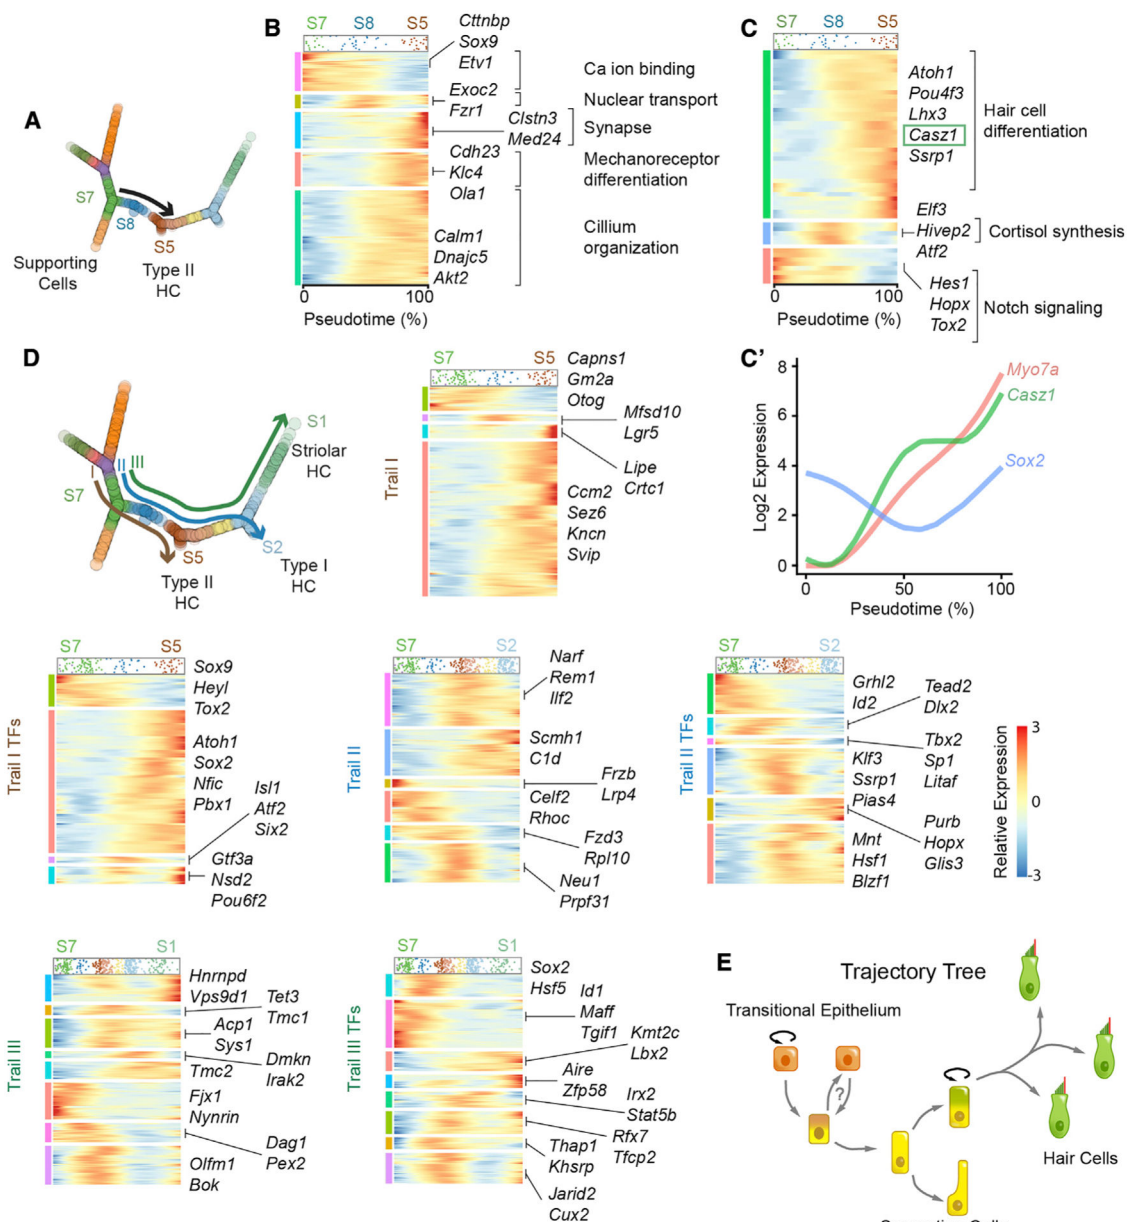 A
S7
S8
S5
Supporting
Cells
Type II
HC
B
S7
S8
S5
Cttnbp
Sox9
Etv1
Exoc2
Fzr1
Clstn3
Med24
Cdh23
Klc4
Ola1
Calm1
Dnajc5
Akt2
Ca ion binding
Nuclear transport
Synapse
Mechanoreceptor
differentiation
Cillium
organization
0
100
Pseudotime (%)
C
S7
S8
S5
Atoh1
Pou4f3
Lhx3
Casz1
Ssrp1
Hair cell
differentiation
Elf3
Hivep2
Atf2
Cortisol synthesis
Hes1
Hopx
Tox2
Notch signaling
0
100
Pseudotime (%)
C'
Log2 Expression
8
6
4
2
0
Myo7a
Casz1
Sox2
0
50
100
Pseudotime (%)
D
I
II
III
S7
S5
Type II
HC
S1
Striolar
HC
S2
Type I
HC
Trail I
S7
S5
Capns1
Gm2a
Otog
Mfsd10
Lgr5
Lipe
Crtc1
Ccm2
Sez6
Kncn
Svip
Trail I TFs
S7
S5
Sox9
Heyl
Tox2
Atoh1
Sox2
Nfic
Pbx1
Isl1
Atf2
Six2
Gtf3a
Nsd2
Pou6f2
Trail II
S7
S2
Narf
Rem1
Ilf2
Scmh1
C1d
Frzb
Lrp4
Celf2
Rhoc
Fzd3
Rpl10
Neu1
Prpf31
Trail II TFs
S7
S2
Grhl2
Id2
Tead2
Dlx2
Tbx2
Sp1
Litaf
Klf3
Ssrp1
Pias4
Purb
Hopx
Glis3
Mnt
Hsf1
Blzf1
Relative Expression
3
0
-3
Trail III
S7
S1
Hnrnpd
Vps9d1
Tet3
Tmc1
Acp1
Sys1
Dmkn
Irak2
Tmc2
Fjx1
Nynrin
Dag1
Pex2
Olfm1
Bok
Trail III TFs
S7
S1
Sox2
Hsf5
Id1
Maff
Tgif1
Kmt2c
Lbx2
Aire
Zfp58
Irx2
Stat5b
Rfx7
Tfcp2
Thap1
Khsrp
Jarid2
Cux2
E
Trajectory Tree
Transitional Epithelium
?
Hair Cells